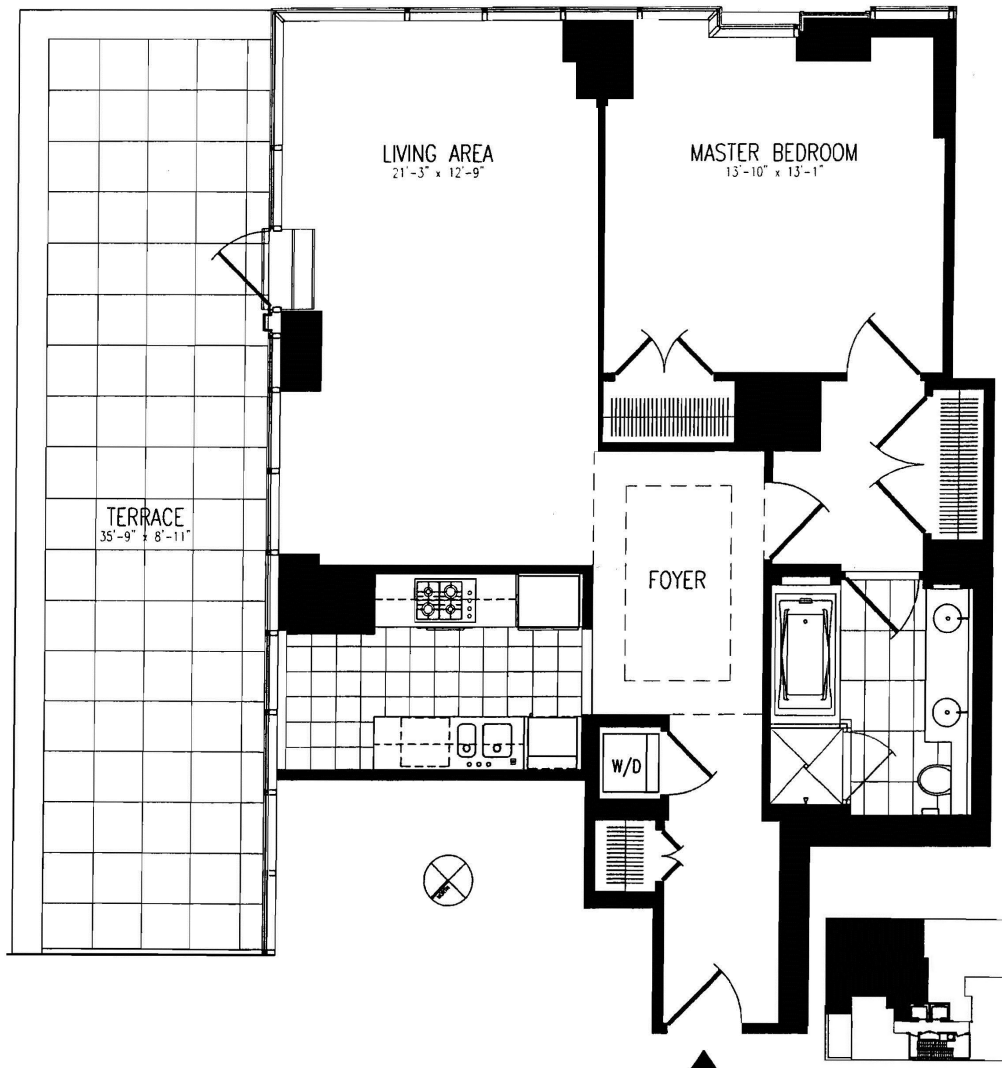 LIVING AREA
21'-3" x 12'-9"
MASTER BEDROOM
13'-10" x 13'-1"
TERRACE
35'-9" x 8'-11"
FOYER
W/D